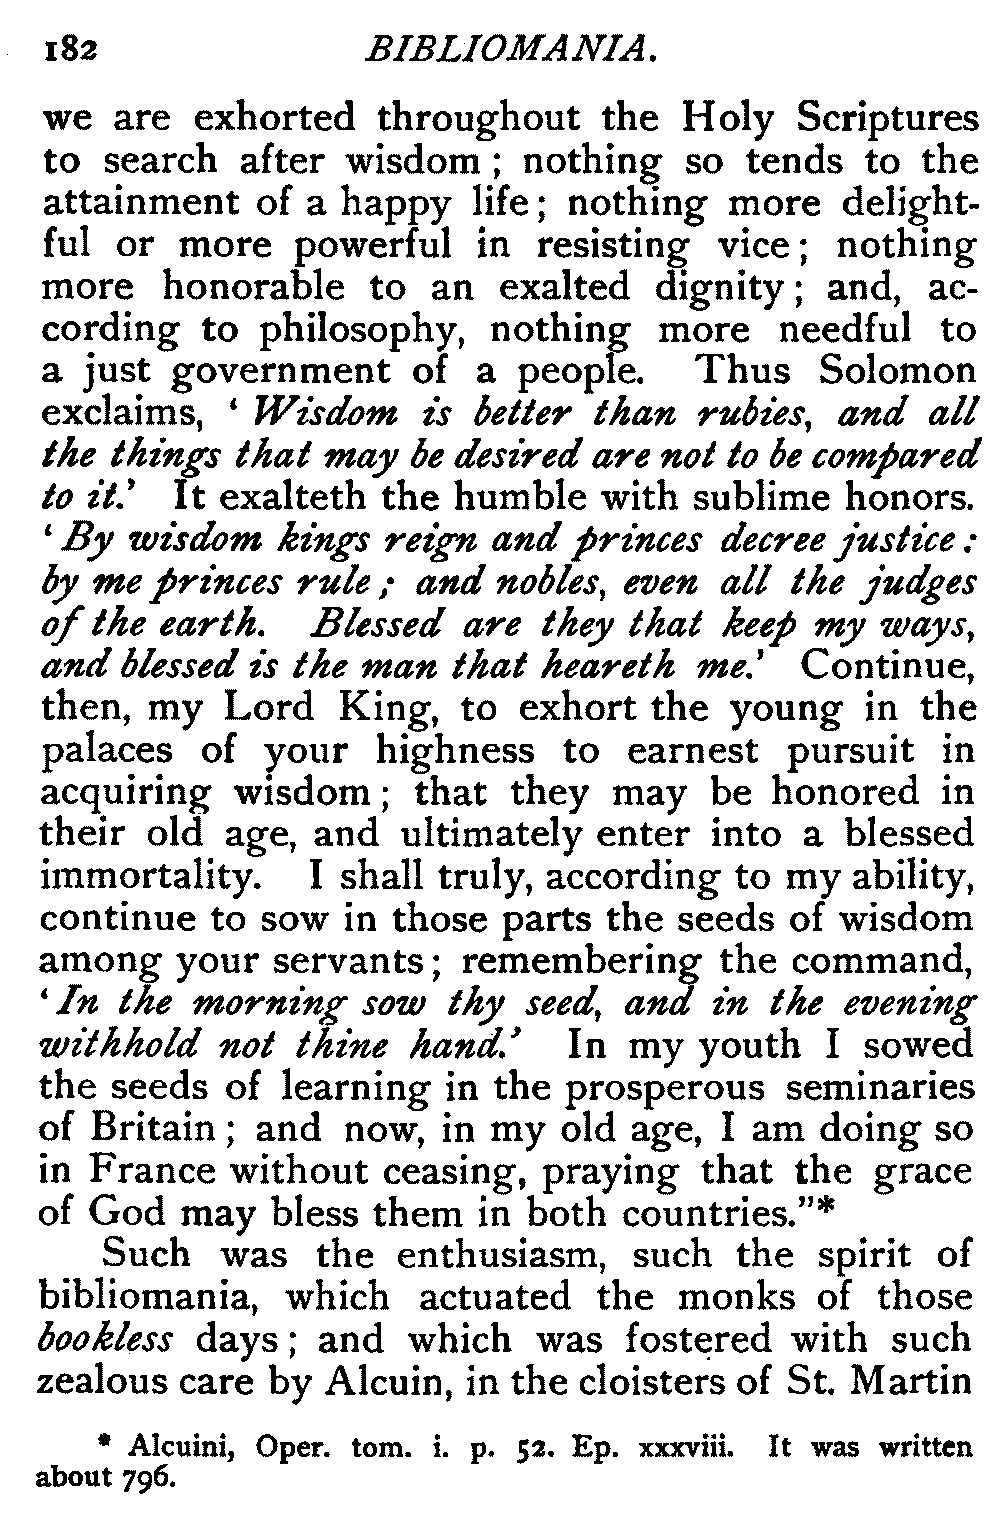 182 BIBLIOMANIA.
we are exhorted throughout the Holy Scriptures
to search after wisdom ; nothing so tends to the
attainment of a happy life ; nothing more delight-
ful or more powerful in resisting vice ; nothing
more honorable to an exalted dignity ; and, ac-
cording to philosophy, nothing more needful to
a just government of a people. Thus Solomon
exclaims, ‘ Wisdom is better than rubies, and all
the things that may be desired are not to be compared
to it.’ It exalteth the humble with sublime honors.
‘ By wisdom kings reign and princes decree justice :
by me princes rule ; and nobles, even all the judges
of the earth. Blessed are they that keep my ways,
and blessed is the man that heareth me.’ Continue,
then, my Lord King, to exhort the young in the
palaces of your highness to earnest pursuit in
acquiring wisdom ; that they may be honored in
their old age, and ultimately enter into a blessed
immortality. I shall truly, according to my ability,
continue to sow in those parts the seeds of wisdom
among your servants ; remembering the command,
‘ In the morning sow thy seed, and in the evening
withhold not thine hand.’ In my youth I sowed
the seeds of learning in the prosperous seminaries
of Britain ; and now, in my old age, I am doing so
in France without ceasing, praying that the grace
of God may bless them in both countries.”*
Such was the enthusiasm, such the spirit of
bibliomania, which actuated the monks of those
bookless days ; and which was fostered with such
zealous care by Alcuin, in the cloisters of St. Martin
* Alcuini, Oper. tom. i. p. 52. Ep. xxxviii. It was written
about 796.